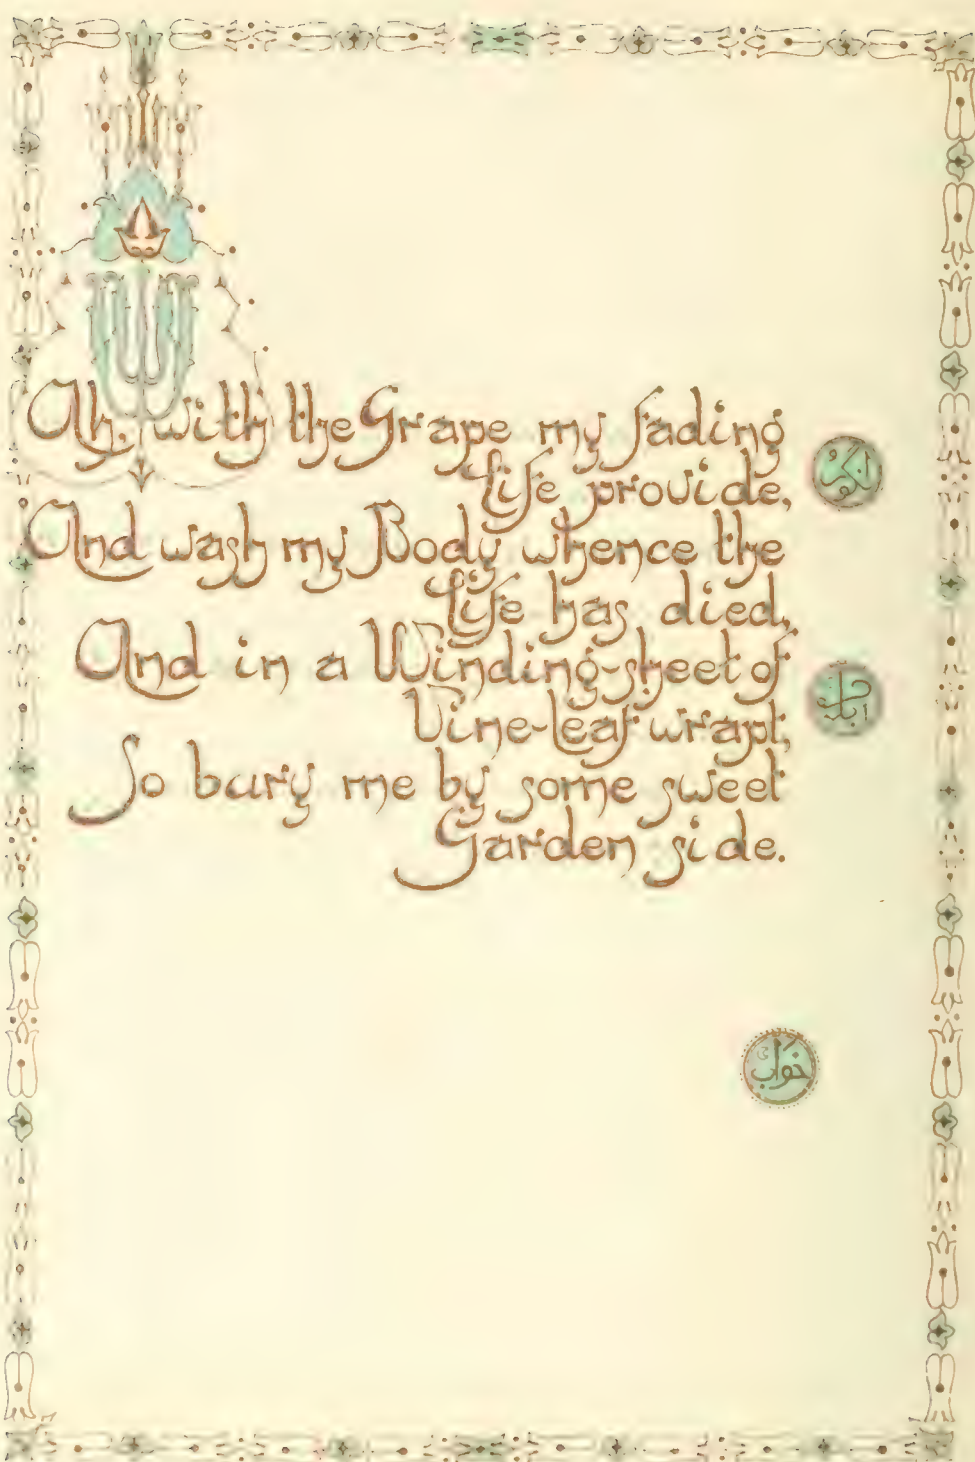 Ah, with the Grape my fading
Life provide,
And wash my Body whence the
Life has died,
And in a Winding-sheet of
Vine-leaf wrapt,
So bury me by some sweet
Garden side.
خواب